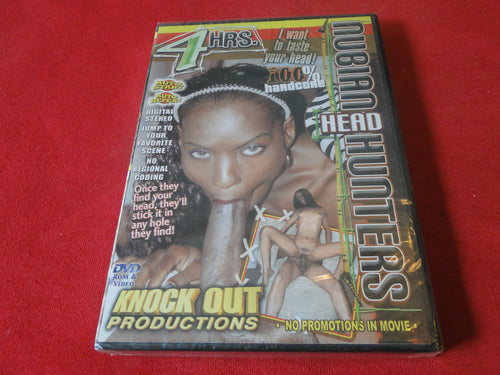 4 HRS.
I want
to taste
your head!
100%
hardcore
DIGITAL
STEREO
JUMP TO
YOUR
FAVORITE
SCENE
NO
REGIONAL
CODING
Once they
find your
head, they'll
stick it in
any hole
they find!
NUBIAN
HEAD
HUNTERS
DVD
ROM & VIDEO
KNOCK OUT
PRODUCTIONS
• NO PROMOTIONS IN MOVIE •